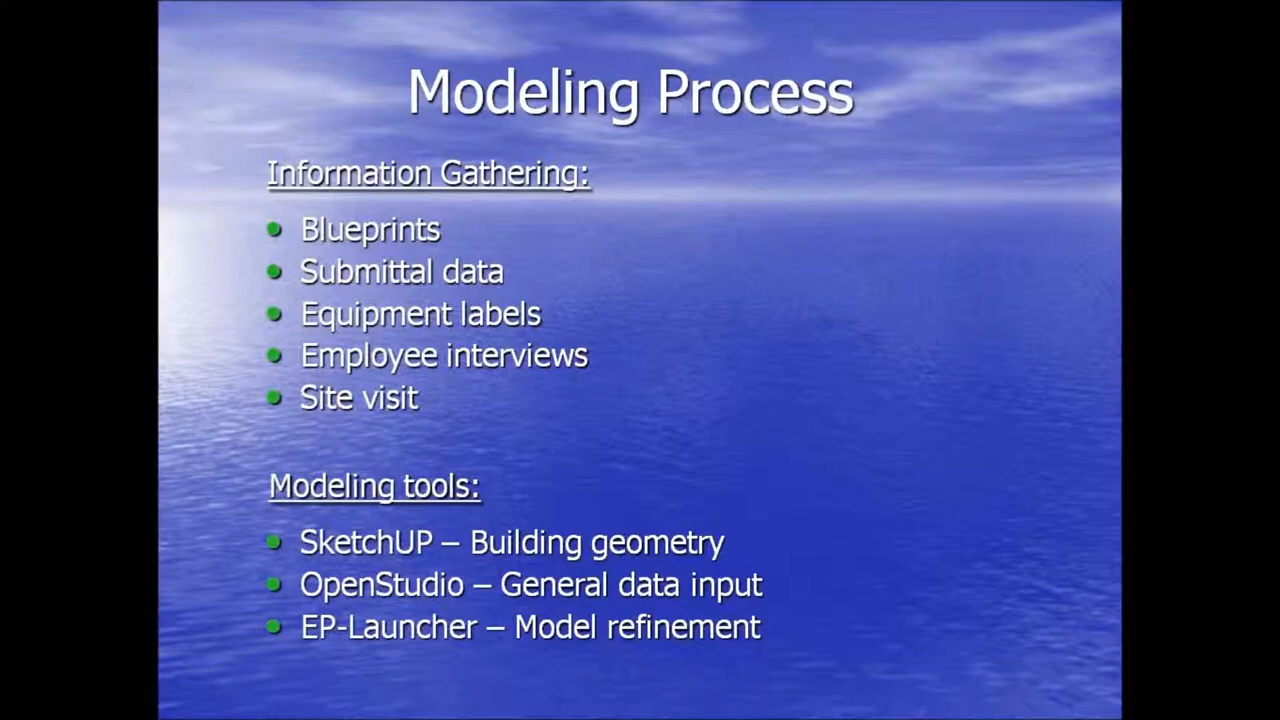 Modeling Process
Information Gathering:
• Blueprints
• Submittal data
• Equipment labels
• Employee interviews
• Site visit
Modeling tools:
• SketchUP – Building geometry
• OpenStudio – General data input
• EP-Launcher – Model refinement